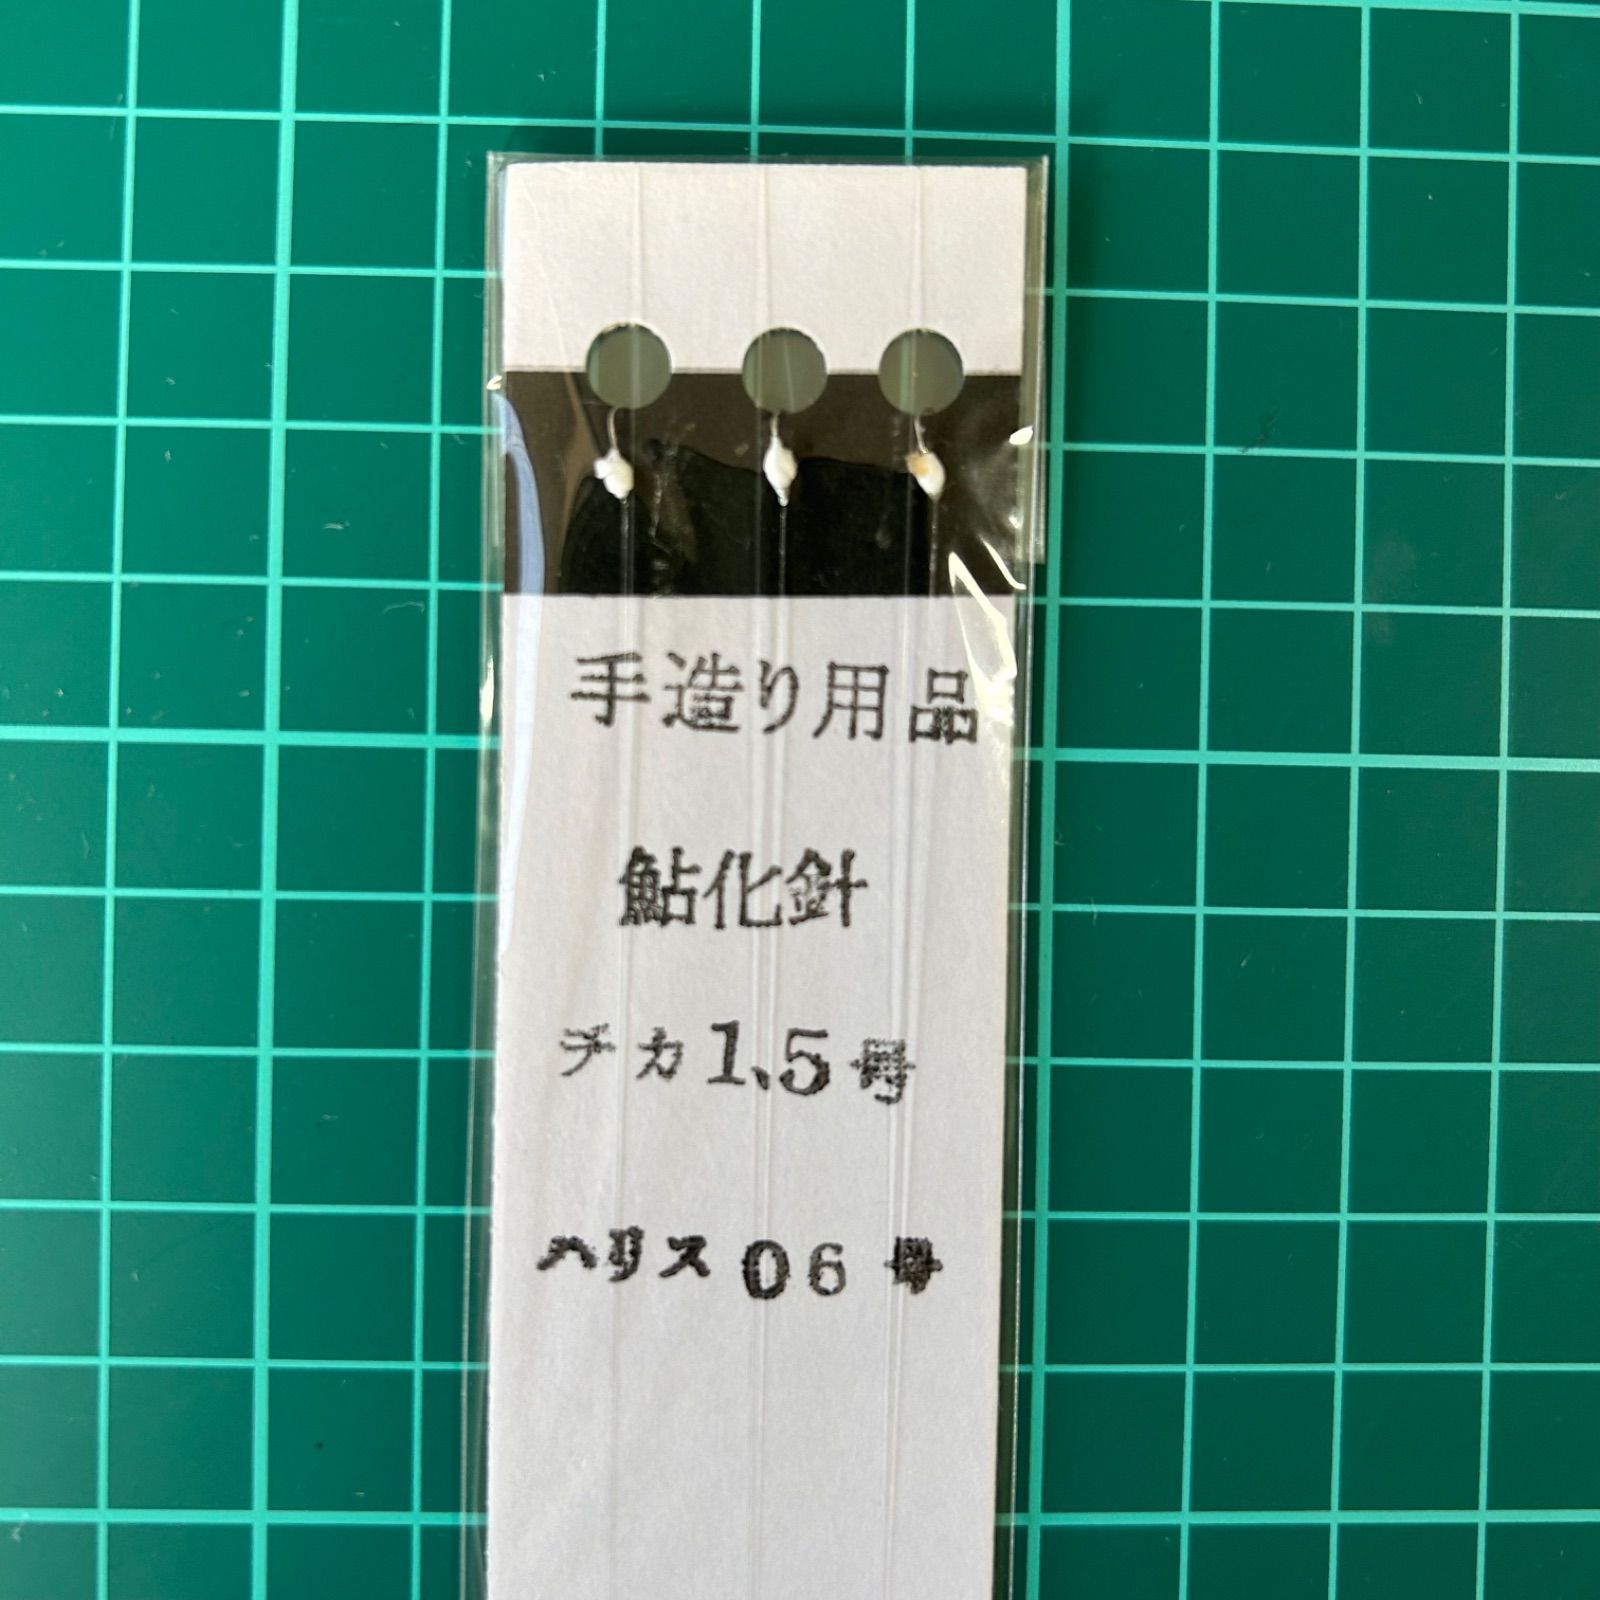 手造り用品
鮎化針
チカ1、5号
ハリス06号